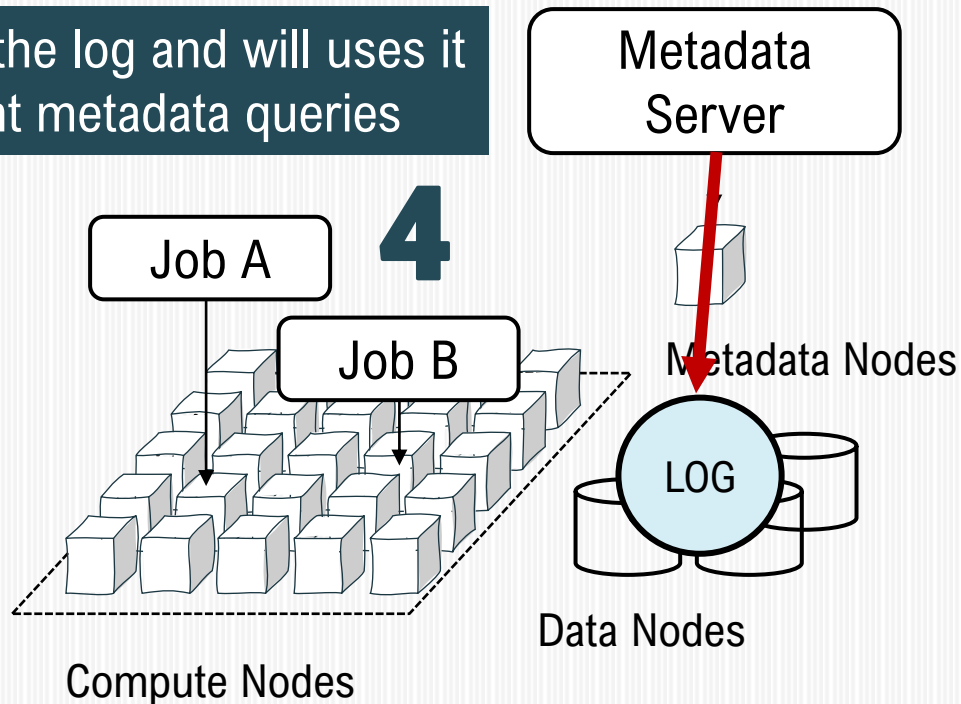 the log and will uses it
nt metadata queries
Metadata
Server
4
Job A
Job B
Metadata Nodes
LOG
Data Nodes
Compute Nodes